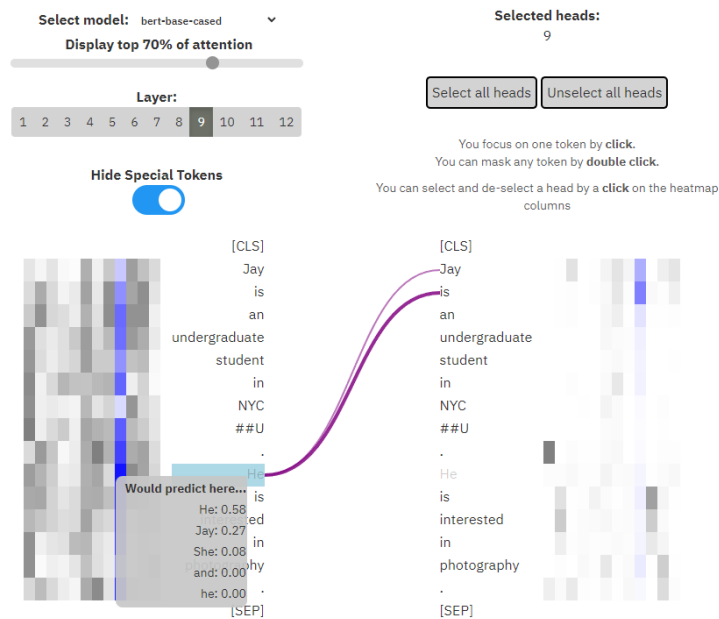 Select model: bert-base-cased
Display top 70% of attention
Layer:
1 2 3 4 5 6 7 8 9 10 11 12
Hide Special Tokens
Selected heads:
9
Select all heads Unselect all heads
You focus on one token by click.
You can mask any token by double click.
You can select and de-select a head by a click on the heatmap
columns
[CLS] [CLS]
Jay Jay
is is
an an
undergraduate undergraduate
student student
in in
NYC NYC
##U ##U
. .
He He
is is
interested interested
in in
photography photography
. .
[SEP] [SEP]
Would predict here...
He: 0.58
Jay: 0.27
She: 0.08
and: 0.00
he: 0.00